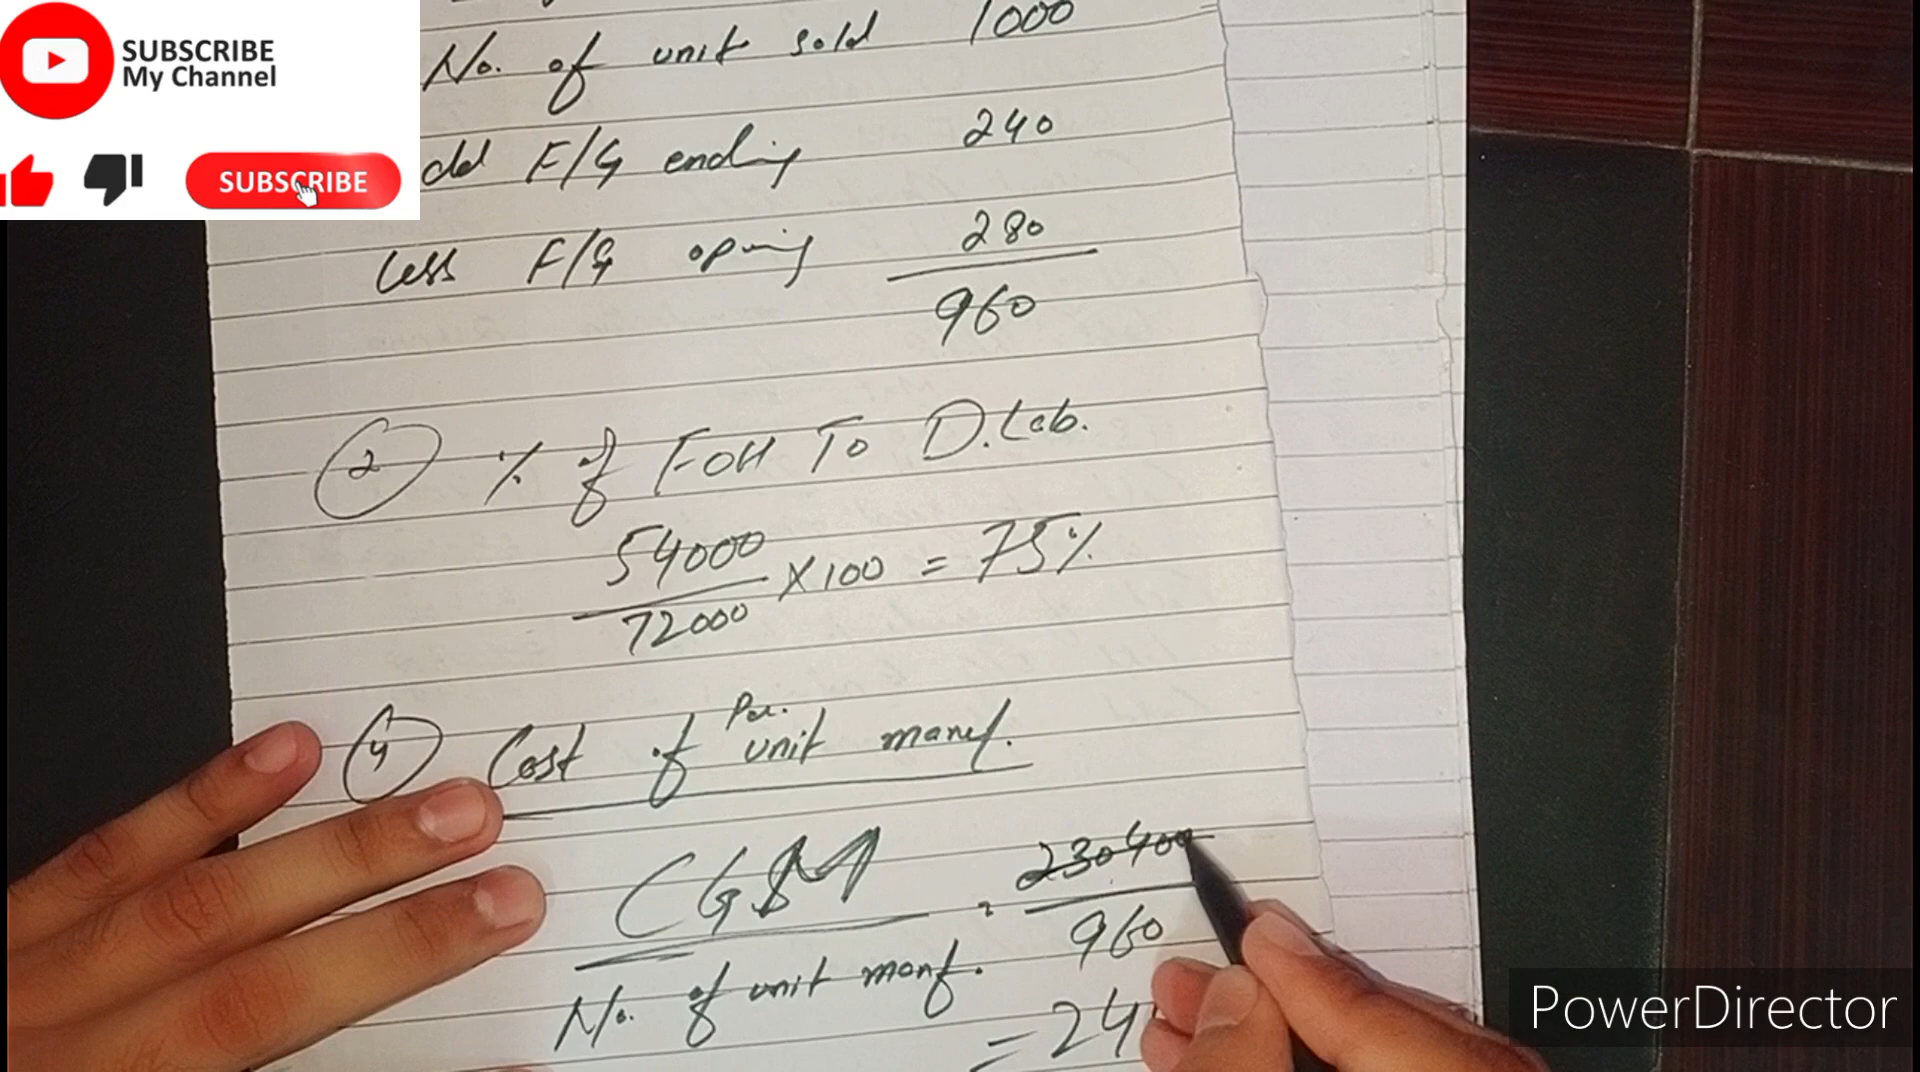 SUBSCRIBE
My Channel
SUBSCRIBE
No. of unit sold 1000
dd F/G ending 240
Less F/G oping 280
960
2 % of FOH To D.Lab.
54000
72000
X100 = 75%
4 Cost of Per. unit manf.
CGM = 230400
No. of unit manf. 960
= 24
PowerDirector